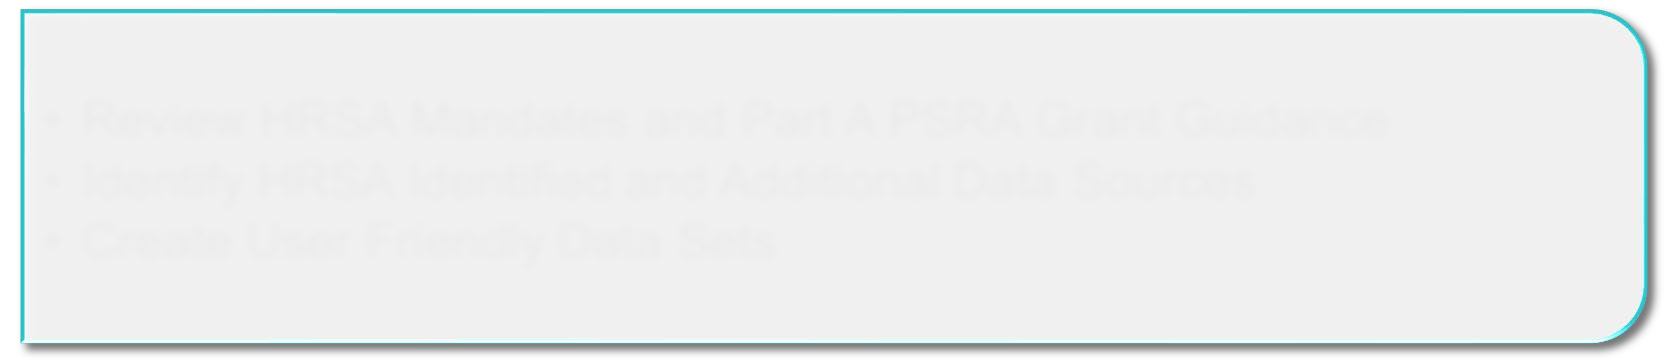 • Review HRSA Mandates and Part A PSRA Grant Guidance
• Identify HRSA Identified and Additional Data Sources
• Create User Friendly Data Sets